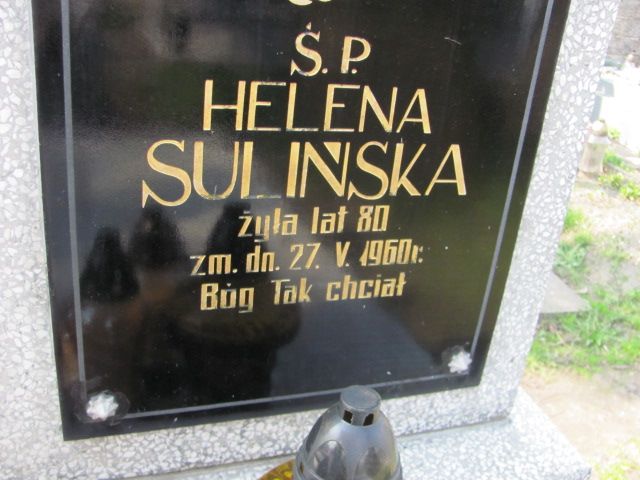 Ś. P.
HELENA
SULIŃSKA
żyła lat 80
zm. dn. 27. V. 1960r.
Bóg Tak chciał